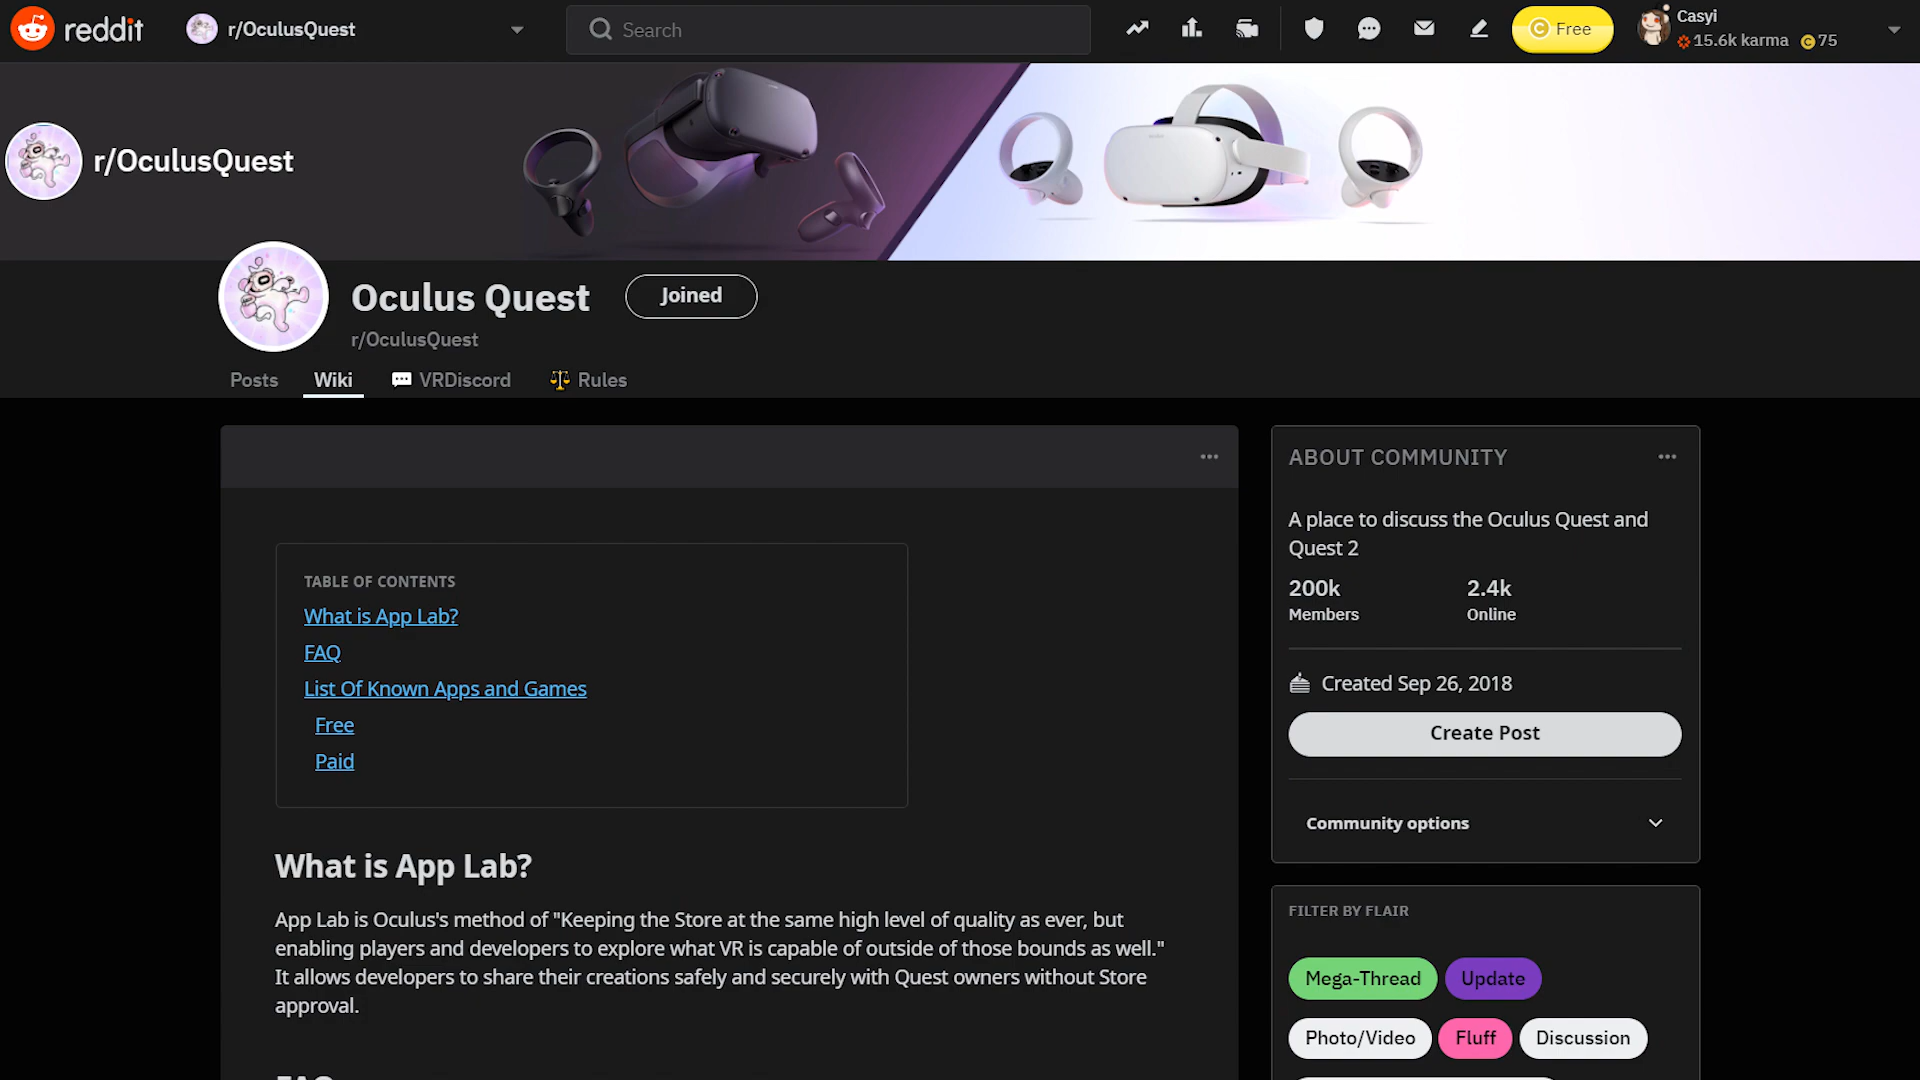 reddit
r/OculusQuest
Search
Free
Casyi
15.6k karma 75
r/OculusQuest
Oculus Quest
Joined
r/OculusQuest
Posts
Wiki
VRDiscord
Rules
TABLE OF CONTENTS
What is App Lab?
FAQ
List Of Known Apps and Games
Free
Paid
What is App Lab?
App Lab is Oculus's method of "Keeping the Store at the same high level of quality as ever, but
enabling players and developers to explore what VR is capable of outside of those bounds as well."
It allows developers to share their creations safely and securely with Quest owners without Store
approval.
FAQ
ABOUT COMMUNITY
A place to discuss the Oculus Quest and
Quest 2
200k 2.4k
Members Online
Created Sep 26, 2018
Create Post
Community options
FILTER BY FLAIR
Mega-Thread Update
Photo/Video Fluff Discussion